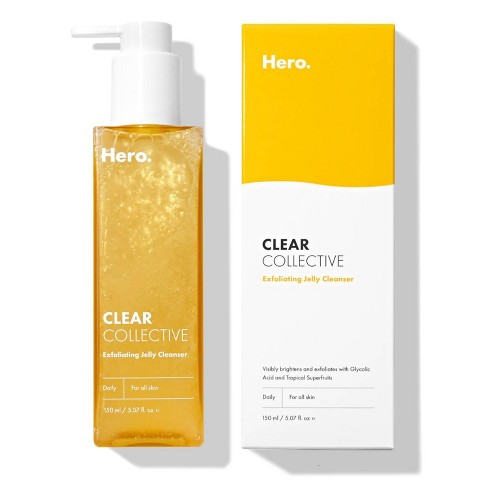 Hero.
CLEAR
COLLECTIVE
Exfoliating Jelly Cleanser
Daily
For all skin
150 ml / 5.07 fl. oz ℮
Hero.
CLEAR
COLLECTIVE
Exfoliating Jelly Cleanser
Visibly brightens and exfoliates with Glycolic
Acid and Tropical Superfruits
Daily
For all skin
150 ml / 5.07 fl. oz ℮